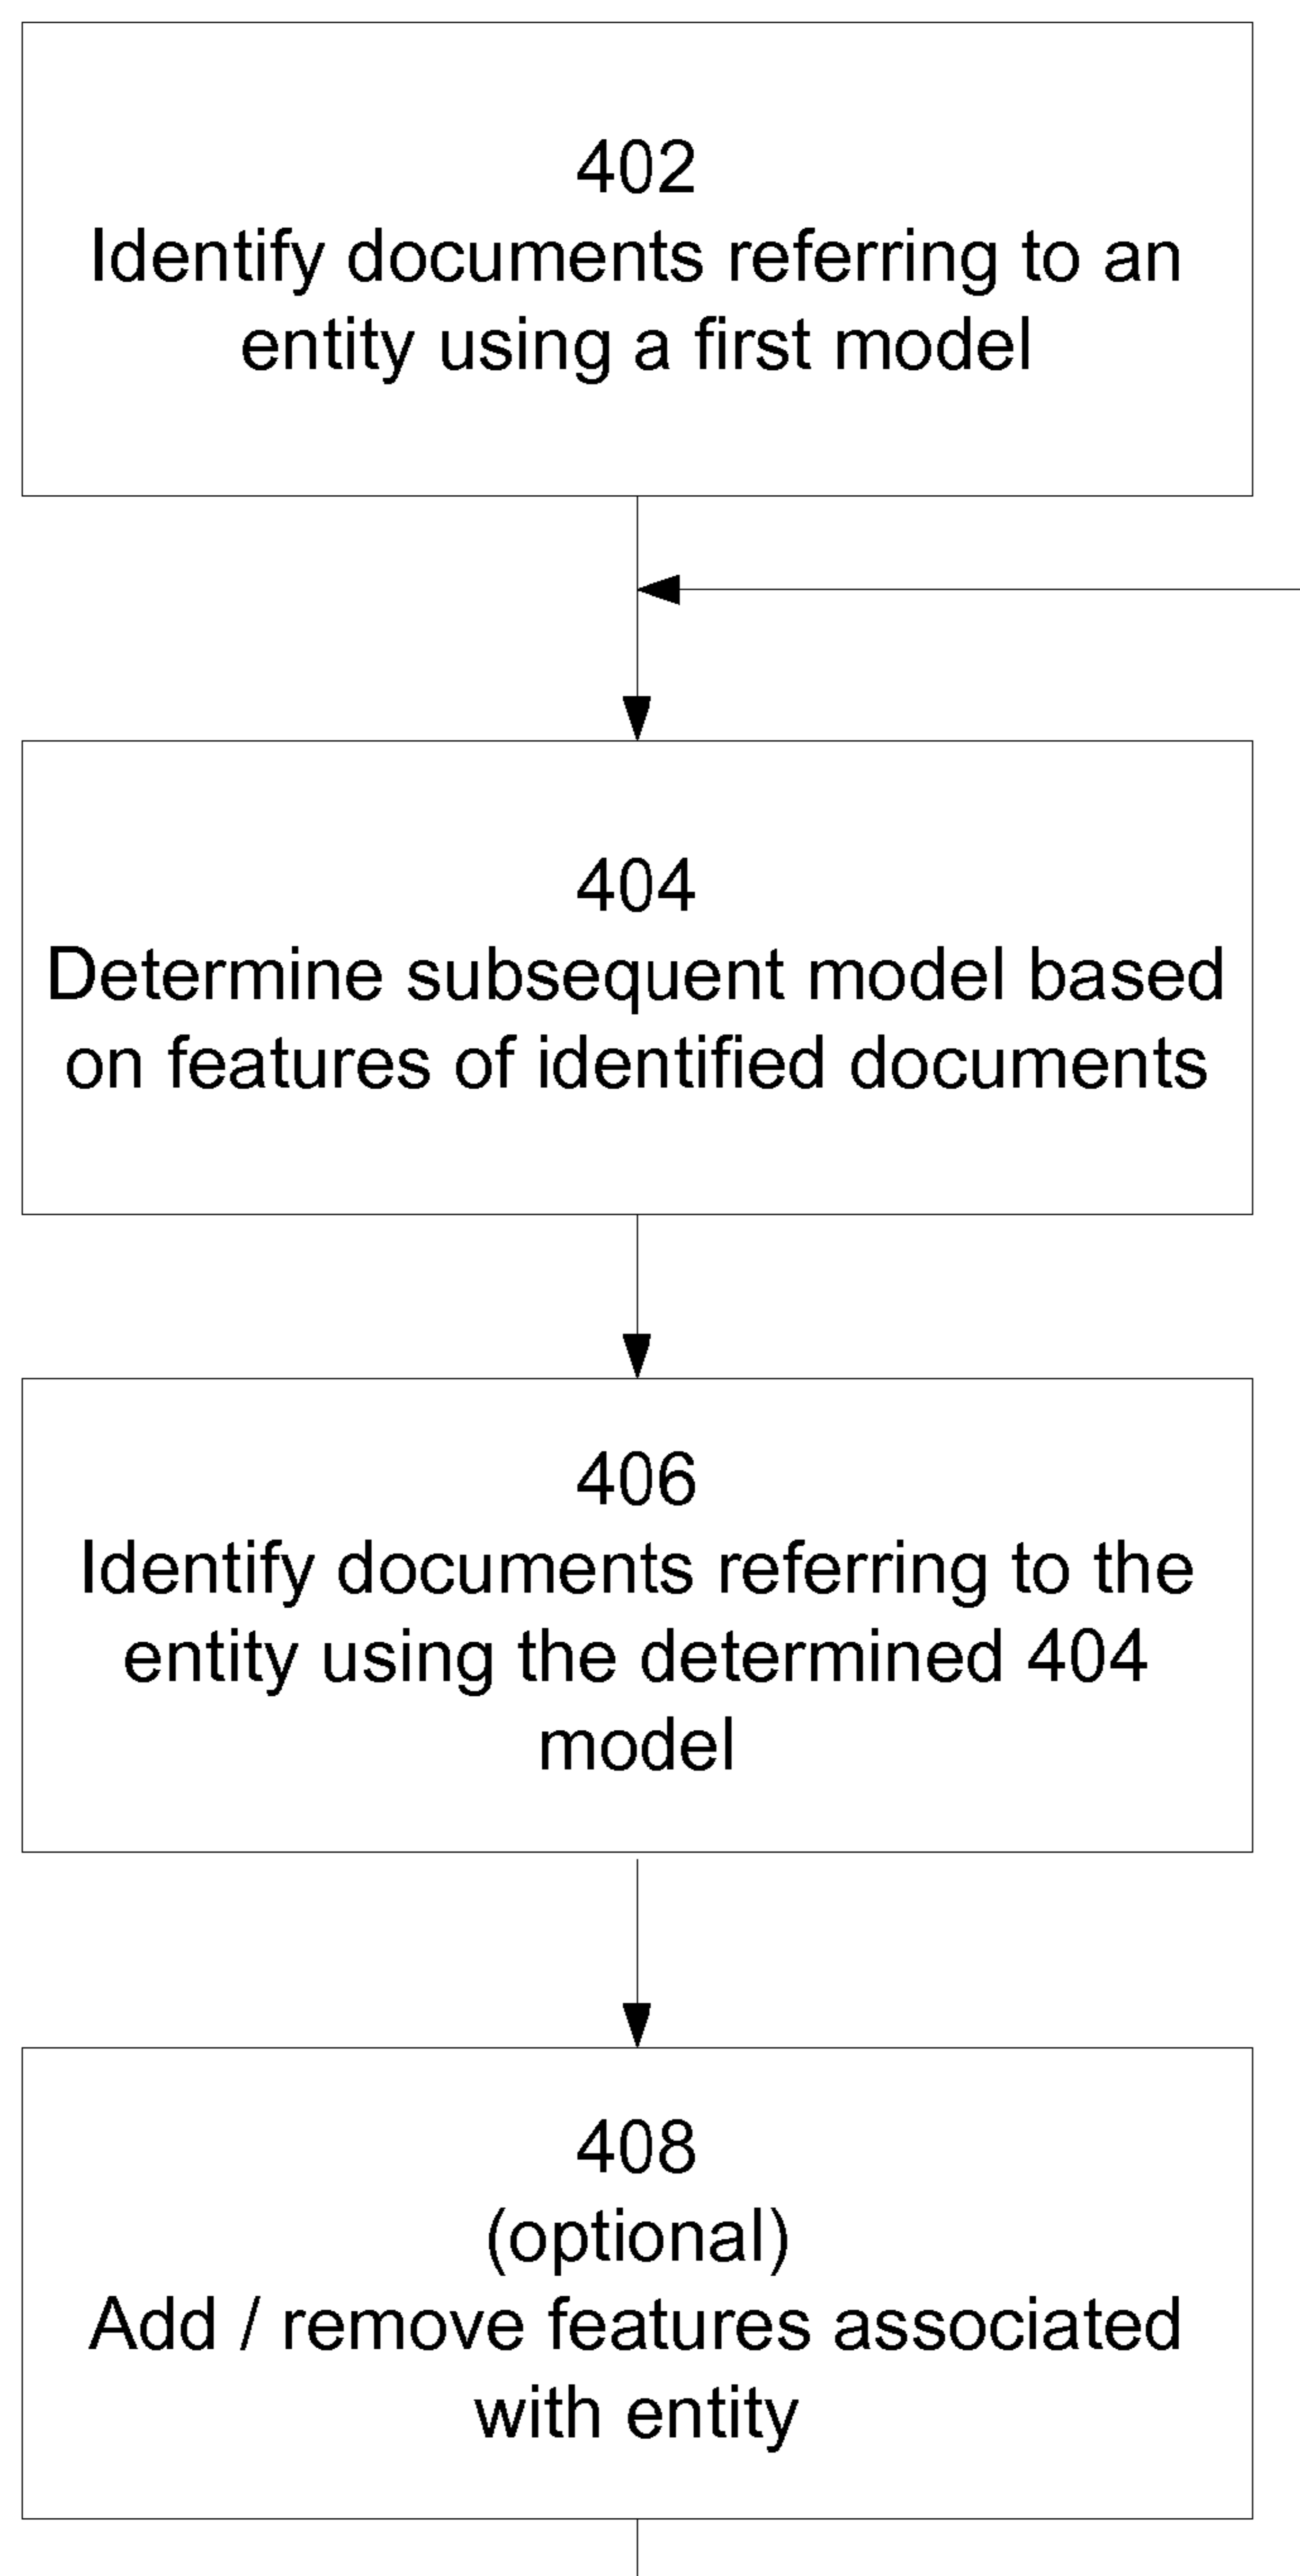 402
Identify documents referring to an
entity using a first model
404
Determine subsequent model based
on features of identified documents
406
Identify documents referring to the
entity using the determined 404
model
408
(optional)
Add / remove features associated
with entity